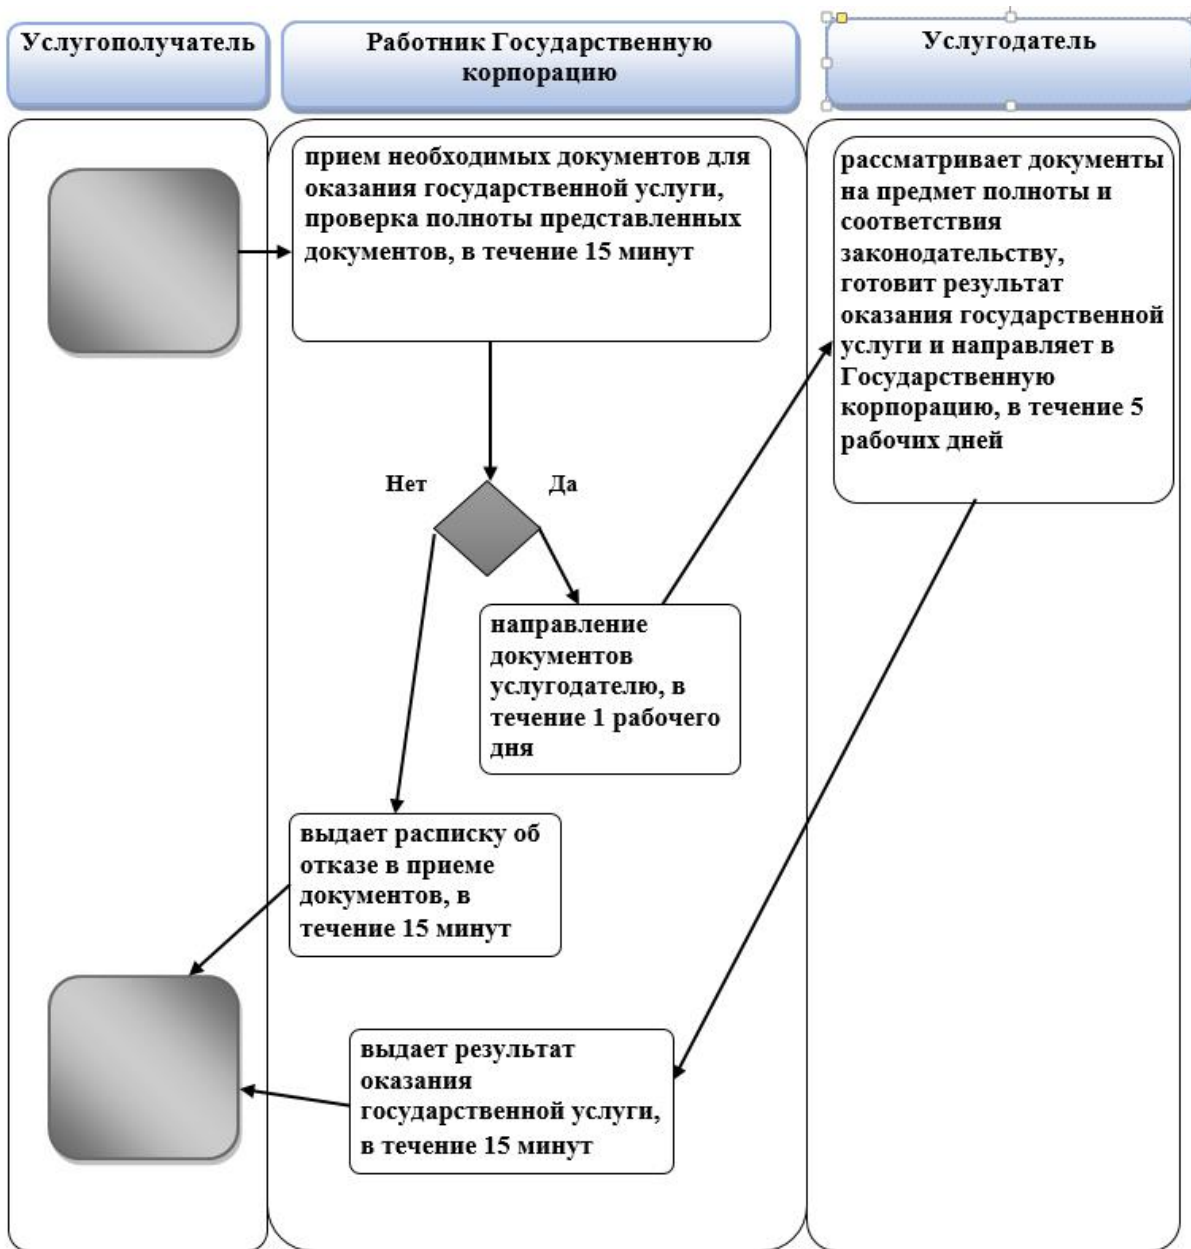 Услугополучатель
Работник Государственную
корпорацию
Услугодатель
прием необходимых документов для
оказания государственной услуги,
проверка полноты представленных
документов, в течение 15 минут
рассматривает документы
на предмет полноты и
соответствия
законодательству,
готовит результат
оказания государственной
услуги и направляет в
Государственную
корпорацию, в течение 5
рабочих дней
Нет
Да
направление
документов
услугодателю, в
течение 1 рабочего
дня
выдает расписку об
отказе в приеме
документов, в
течение 15 минут
выдает результат
оказания
государственной услуги,
в течение 15 минут